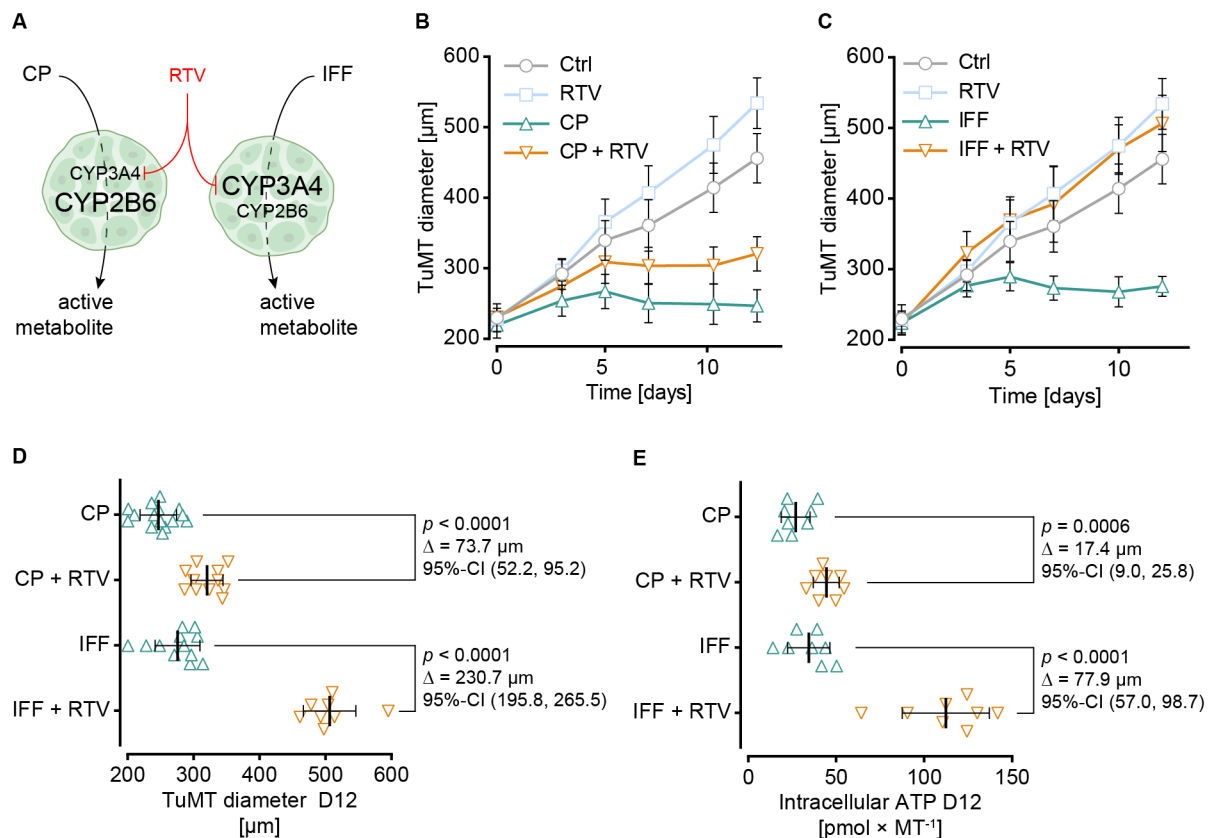 A
CP
RTV
IFF
CYP3A4
CYP2B6
CYP3A4
CYP2B6
active
metabolite
active
metabolite
B
600
500
400
300
200
TuMT diameter [µm]
Ctrl
RTV
CP
CP + RTV
0
5
10
Time [days]
C
600
500
400
300
200
TuMT diameter [µm]
Ctrl
RTV
IFF
IFF + RTV
0
5
10
Time [days]
D
CP
CP + RTV
IFF
IFF + RTV
p < 0.0001
Δ = 73.7 µm
95%-CI (52.2, 95.2)
p < 0.0001
Δ = 230.7 µm
95%-CI (195.8, 265.5)
200
300
400
500
600
TuMT diameter D12
[µm]
E
CP
CP + RTV
IFF
IFF + RTV
p = 0.0006
Δ = 17.4 µm
95%-CI (9.0, 25.8)
p < 0.0001
Δ = 77.9 µm
95%-CI (57.0, 98.7)
0
50
100
150
Intracellular ATP D12
[pmol × MT⁻¹]